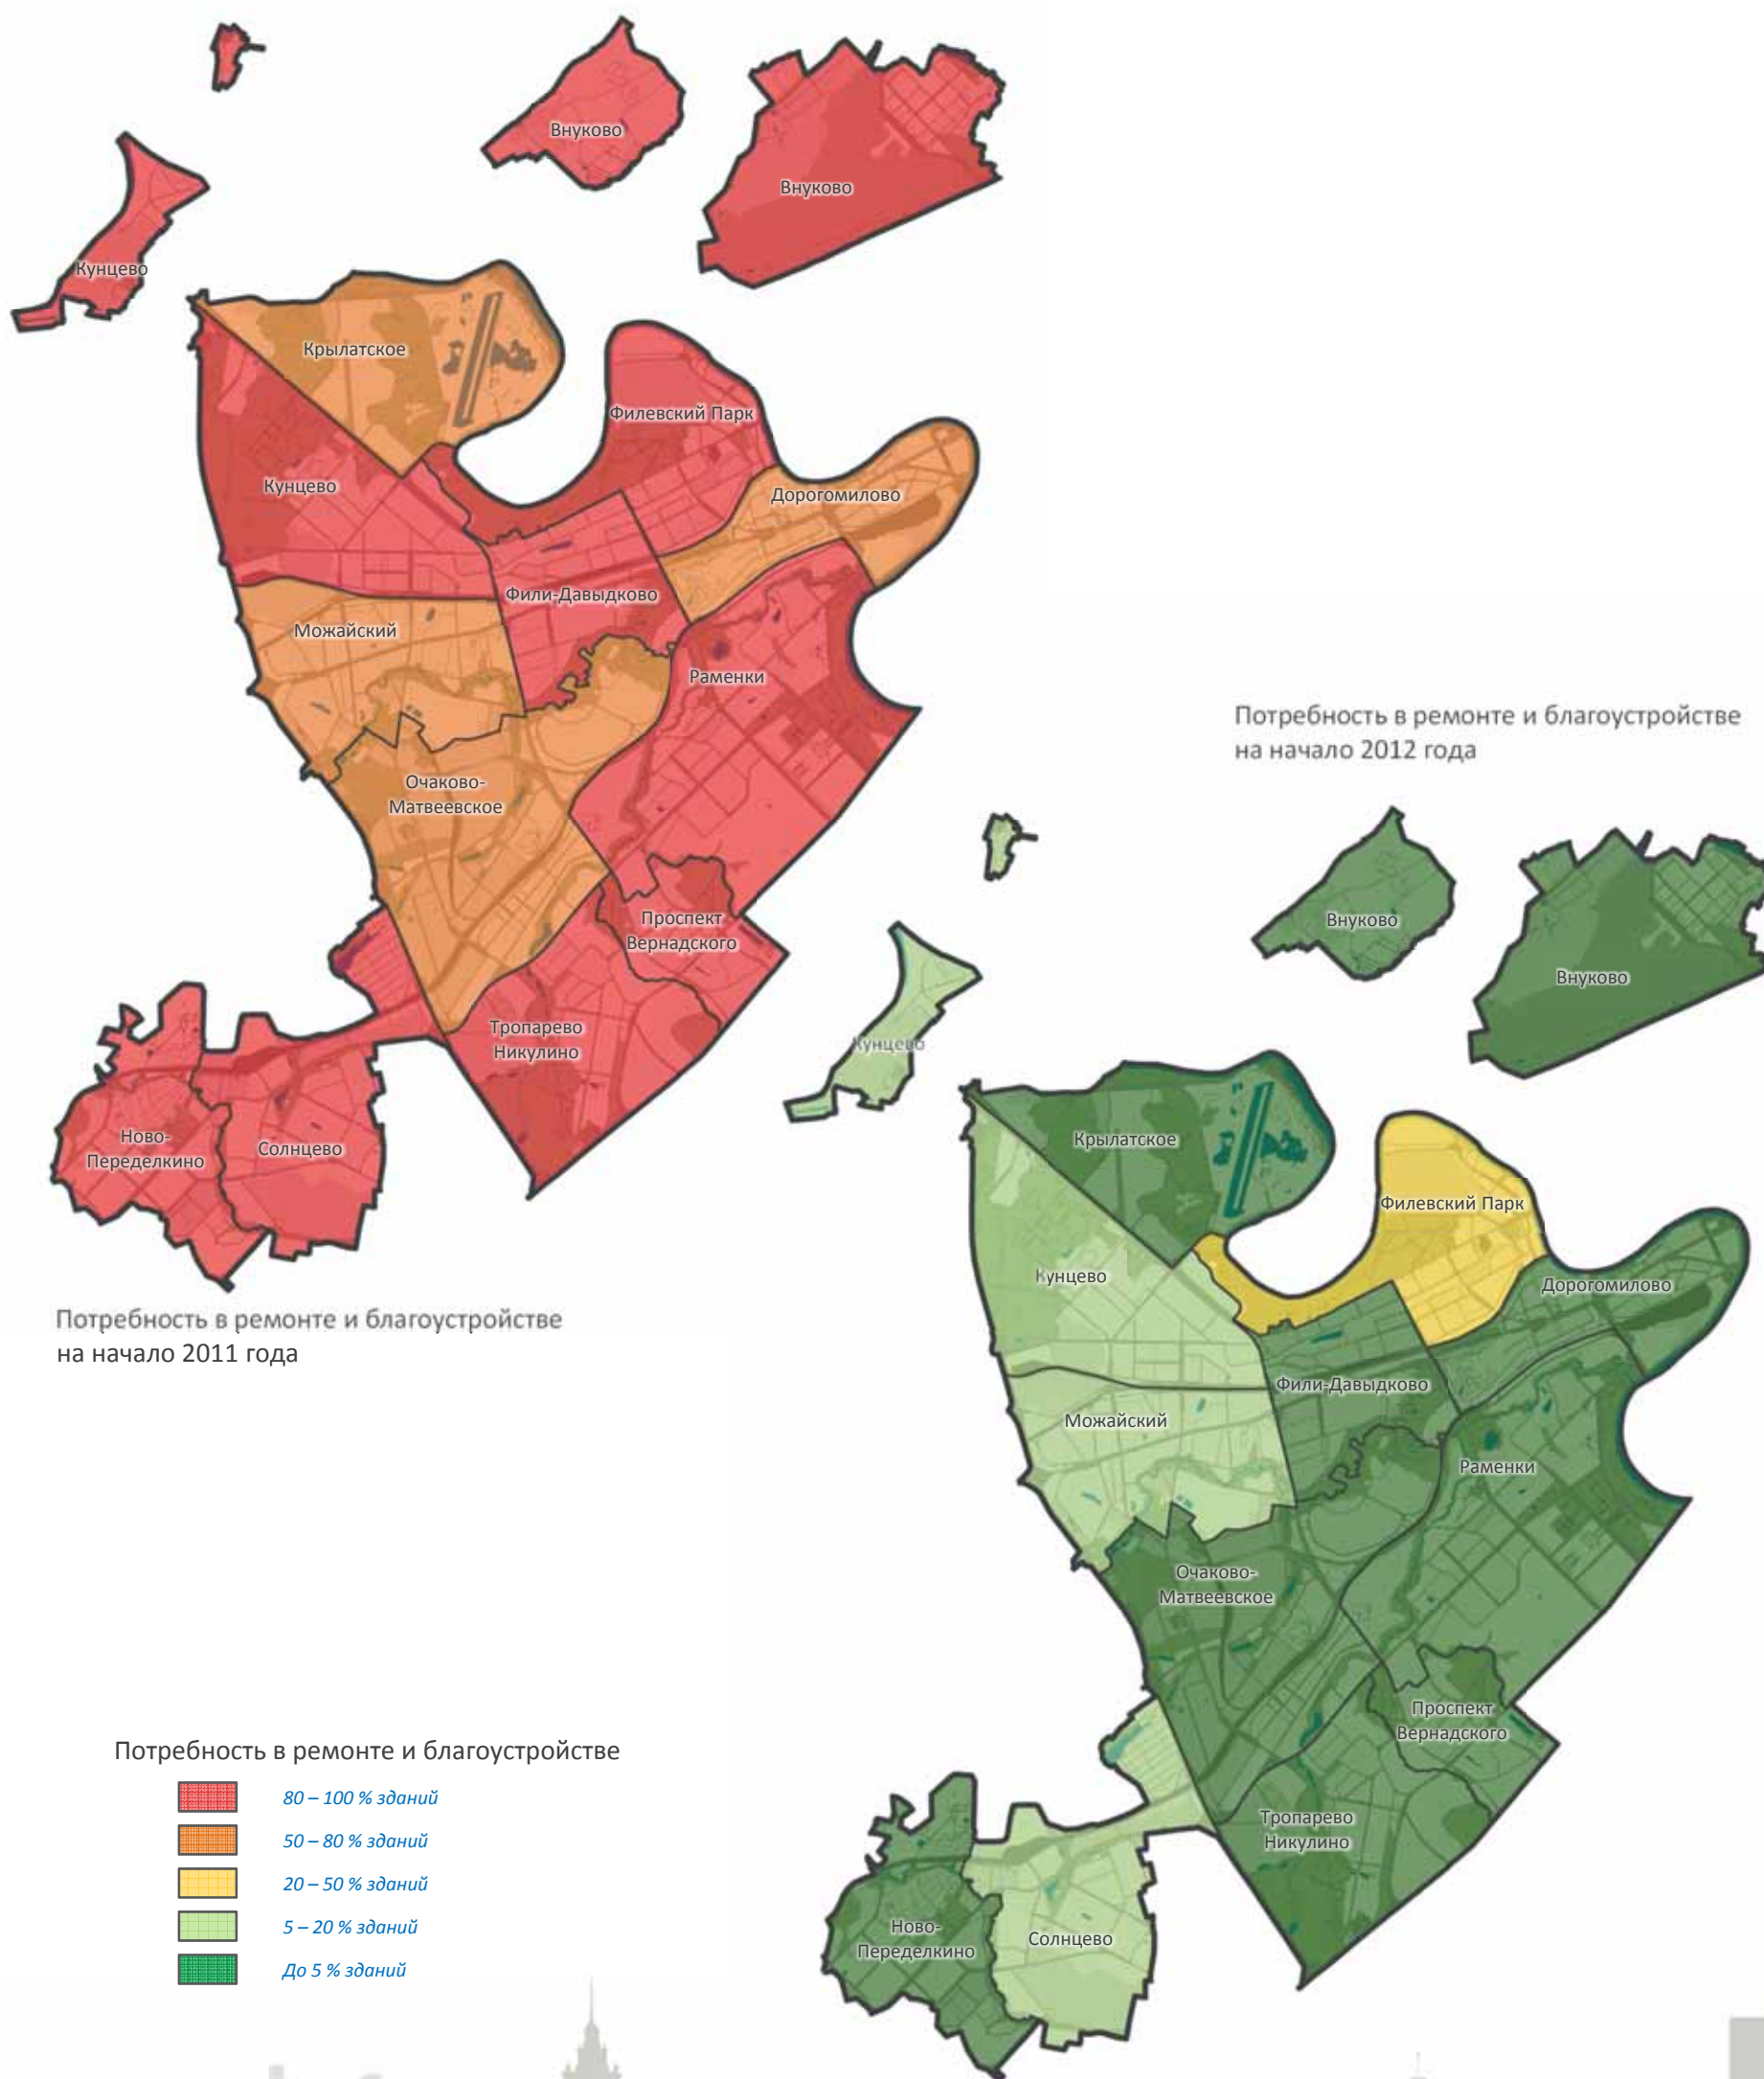 Внуково
Внуково
Кунцево
Крылатское
Филевский Парк
Кунцево
Дорогомилово
Фили-Давыдково
Можайский
Раменки
Очаково-
Матвеевское
Проспект
Вернадского
Тропарево
Никулино
Ново-
Переделкино
Солнцево
Потребность в ремонте и благоустройстве
на начало 2011 года
Потребность в ремонте и благоустройстве
на начало 2012 года
Внуково
Внуково
Кунцево
Крылатское
Филевский Парк
Кунцево
Дорогомилово
Фили-Давыдково
Можайский
Раменки
Очаково-
Матвеевское
Проспект
Вернадского
Тропарево
Никулино
Ново-
Переделкино
Солнцево
Потребность в ремонте и благоустройстве
80 – 100 % зданий
50 – 80 % зданий
20 – 50 % зданий
5 – 20 % зданий
До 5 % зданий